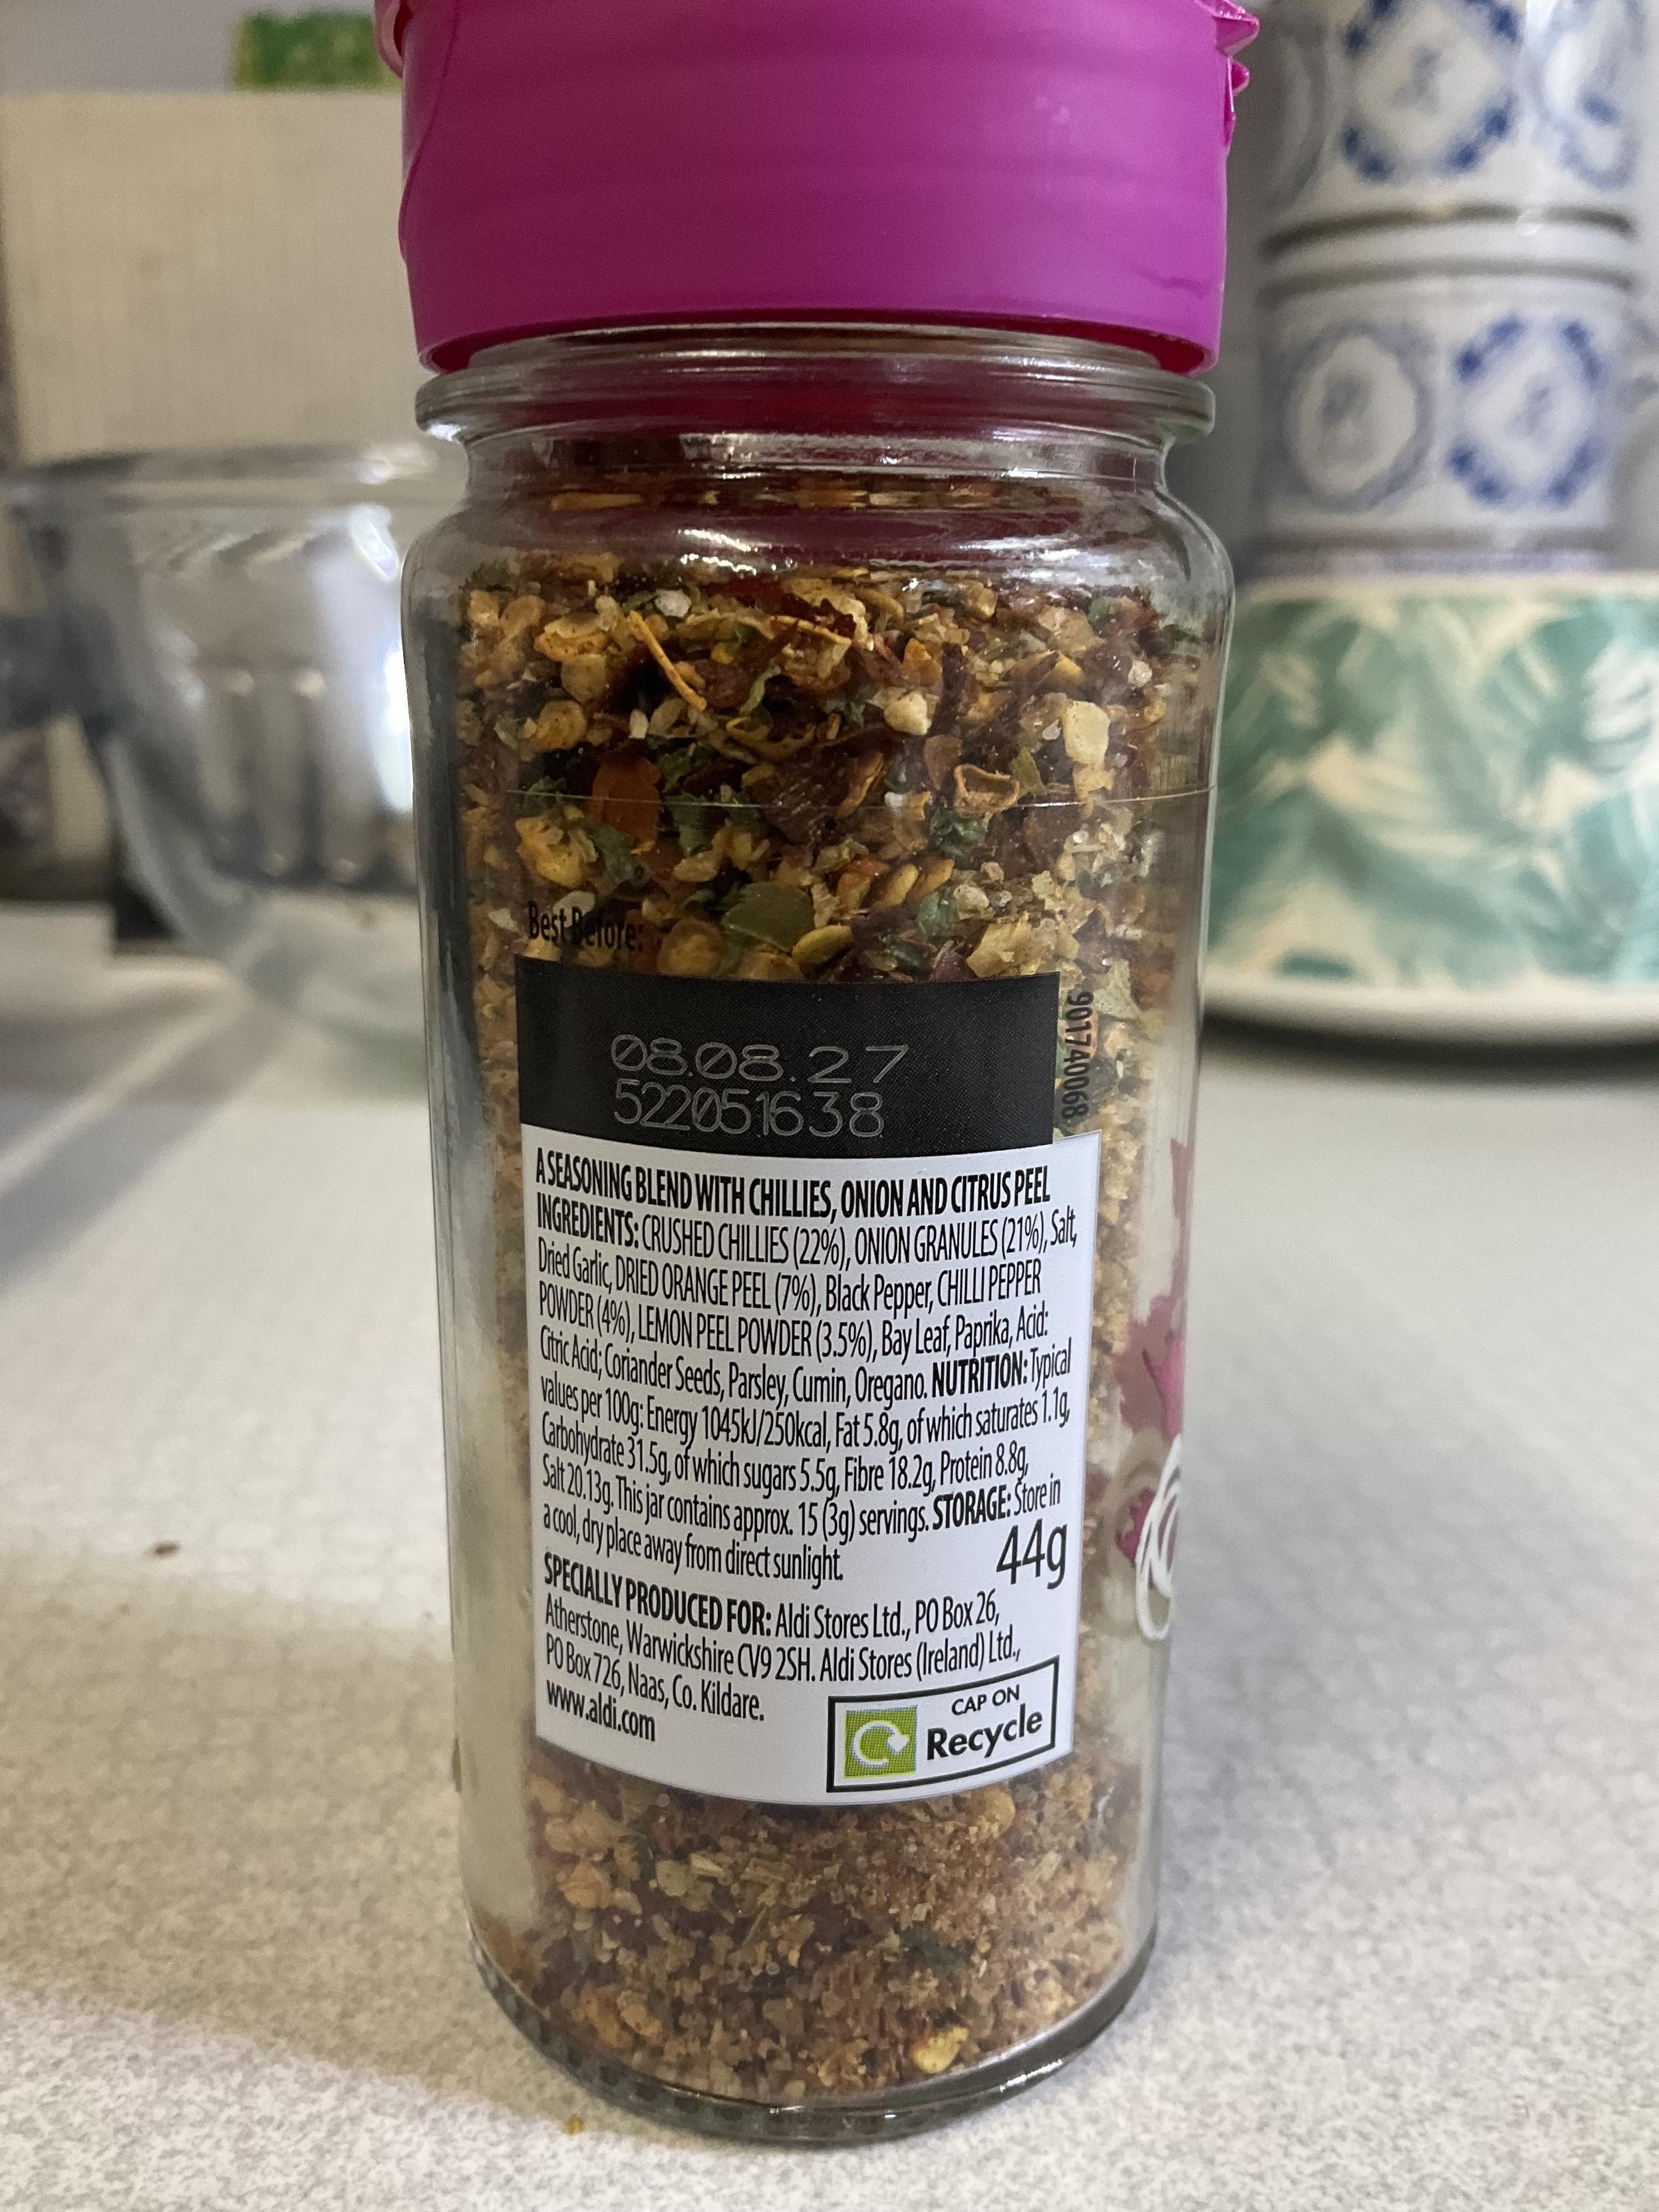 Best Before:
08.08.27
522051638
901740068
A SEASONING BLEND WITH CHILLIES, ONION AND CITRUS PEEL
INGREDIENTS: CRUSHED CHILLIES (22%), ONION GRANULES (21%), Salt,
Dried Garlic, DRIED ORANGE PEEL (7%), Black Pepper, CHILLI PEPPER
POWDER (4%), LEMON PEEL POWDER (3.5%), Bay Leaf, Paprika, Acid:
Citric Acid; Coriander Seeds, Parsley, Cumin, Oregano. NUTRITION: Typical
values per 100g: Energy 1045kJ/250kcal, Fat 5.8g, of which saturates 1.1g,
Carbohydrate 31.5g, of which sugars 5.5g, Fibre 18.2g, Protein 8.8g,
Salt 20.13g. This jar contains approx. 15 (3g) servings. STORAGE: Store in
a cool, dry place away from direct sunlight.
44g
SPECIALLY PRODUCED FOR: Aldi Stores Ltd., PO Box 26,
Atherstone, Warwickshire CV9 2SH. Aldi Stores (Ireland) Ltd.,
PO Box 726, Naas, Co. Kildare.
www.aldi.com
CAP ON
Recycle